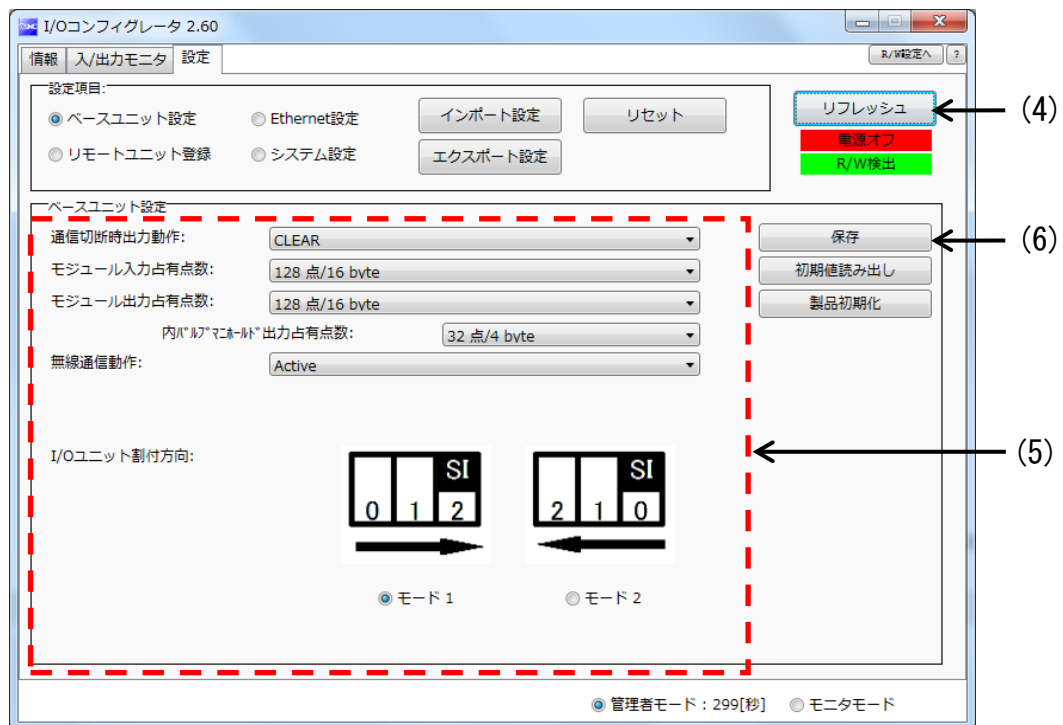 SMC I/Oコンフィグレータ 2.60
情報 入/出力モニタ 設定
R/W設定へ ?
設定項目:
ベースユニット設定 Ethernet設定 インポート設定 リセット
リモートユニット登録 システム設定 エクスポート設定
リフレッシュ (4)
電源オフ
R/W検出
ベースユニット設定
通信切断時出力動作: CLEAR
モジュール入力占有点数: 128 点/16 byte
モジュール出力占有点数: 128 点/16 byte
内バルブマニホールド出力占有点数: 32 点/4 byte
無線通信動作: Active
保存 (6)
初期値読み出し
製品初期化
I/Oユニット割付方向:
SI
0 1 2
SI
2 1 0
(5)
モード 1 モード 2
管理者モード : 299[秒] モニタモード